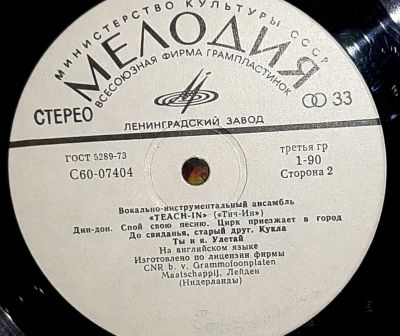 МИНИСТЕРСТВО КУЛЬТУРЫ СССР
МЕЛОДИЯ
ВСЕСОЮЗНАЯ ФИРМА ГРАМПЛАСТИНОК
СТЕРЕО
33
ЛЕНИНГРАДСКИЙ ЗАВОД
ГОСТ 5289-73
третья гр
С60-07404
1-90
Сторона 2
Вокально-инструментальный ансамбль
«TEACH-IN» («Тич-Ин»)
Дин-дон. Спой свою песню. Цирк приезжает в город
До свиданья, старый друг. Кукла
Ты и я. Улетай
На английском языке
Изготовлено по лицензии фирмы
CNR b. v. Grammofoonplaten
Maatschappij, Лейден
(Нидерланды)